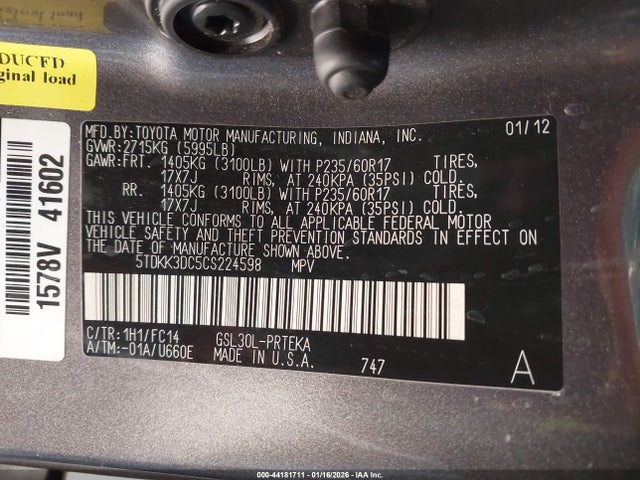 DUCED
ginal load
1578V 41602
MFD.BY:TOYOTA MOTOR MANUFACTURING, INDIANA, INC. 01/12
GVWR:2715KG (5995LB)
GAWR:FRT. 1405KG (3100LB) WITH P235/60R17 TIRES,
17X7J RIMS, AT 240KPA (35PSI) COLD.
RR. 1405KG (3100LB) WITH P235/60R17 TIRES,
17X7J RIMS, AT 240KPA (35PSI) COLD.
THIS VEHICLE CONFORMS TO ALL APPLICABLE FEDERAL MOTOR
VEHICLE SAFETY, BUMPER, AND THEFT PREVENTION STANDARDS IN EFFECT
ON THE DATE OF MANUFACTURE SHOWN ABOVE.
5TDKK3DC5CS224598 MPV
C/TR:1H1/FC14 GSL30L-PRTEKA
A/TM:-01A/U660E MADE IN U.S.A. 747 A
000-44181711 - 01/16/2026 - IAA Inc.